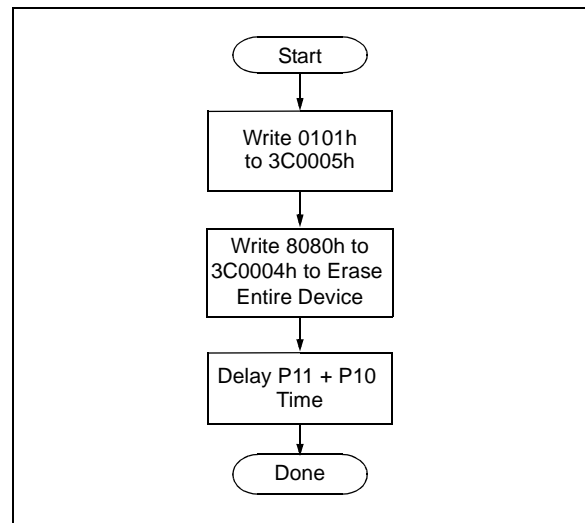 Start
Write 0101h
to 3C0005h
Write 8080h to
3C0004h to Erase
Entire Device
Delay P11 + P10
Time
Done